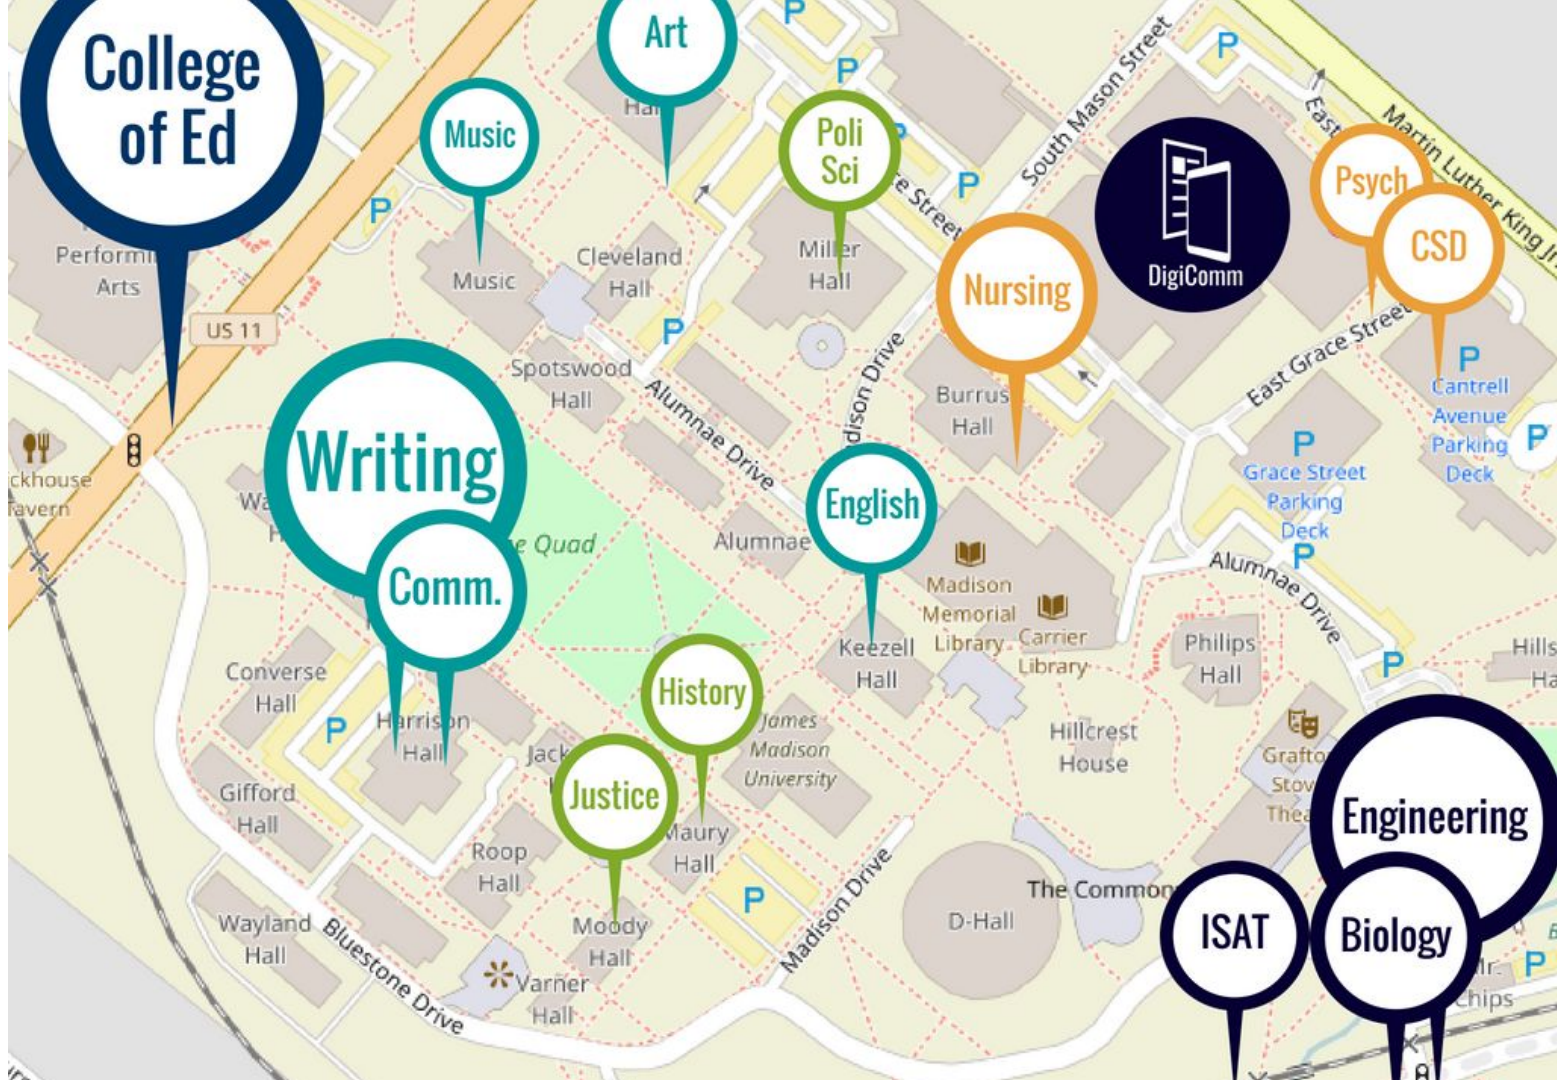 College
of Ed
Art
P
P
P
P
P
P
Music
Poli
Sci
South Mason Street
East
Martin Luther King Jr
Psych
CSD
DigiComm
Nursing
Arts
Music
Cleveland
Hall
Miller
Hall
US 11
P
Spotswood
Hall
Alumnae Drive
Burrus
Hall
East Grace Street
P
Cantrell
Avenue
Parking
Deck
P
P
Grace Street
Parking
Deck
P
Writing
English
Alumnae
Quad
Comm.
Madison
Memorial
Library
Carrier
Library
Alumnae Drive
Keezell
Hall
Philips
Hall
P
Converse
Hall
History
James
Madison
University
Hillcrest
House
P
Harrison
Hall
Justice
Gifford
Hall
Maury
Hall
Engineering
Roop
Hall
P
Madison Drive
The Common
D-Hall
Wayland
Hall
Bluestone Drive
Moody
Hall
ISAT
Biology
P
Varner
Hall
Chips